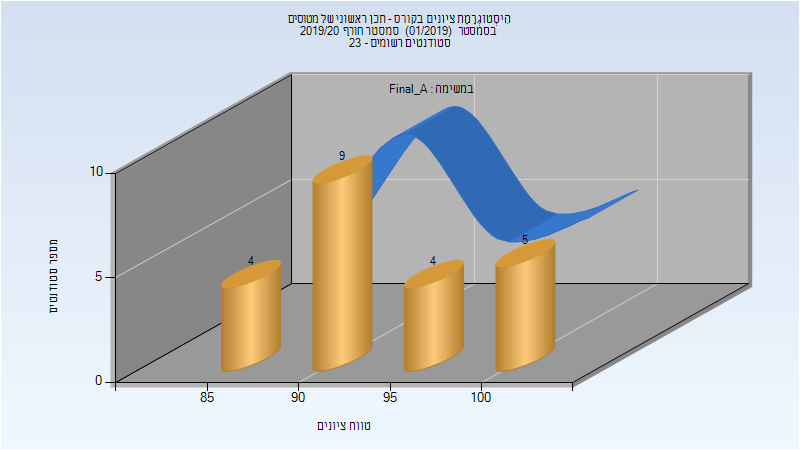 היסטוגרמת ציונים בקורס - תכן ראשוני של מטוסים
בסמסטר (01/2019) סמסטר חורף 2019/20
סטודנטים רשומים - 23
במשימה : Final_A
9
4
4
5
10
5
0
מספר סטודנטים
85
90
95
100
טווח ציונים